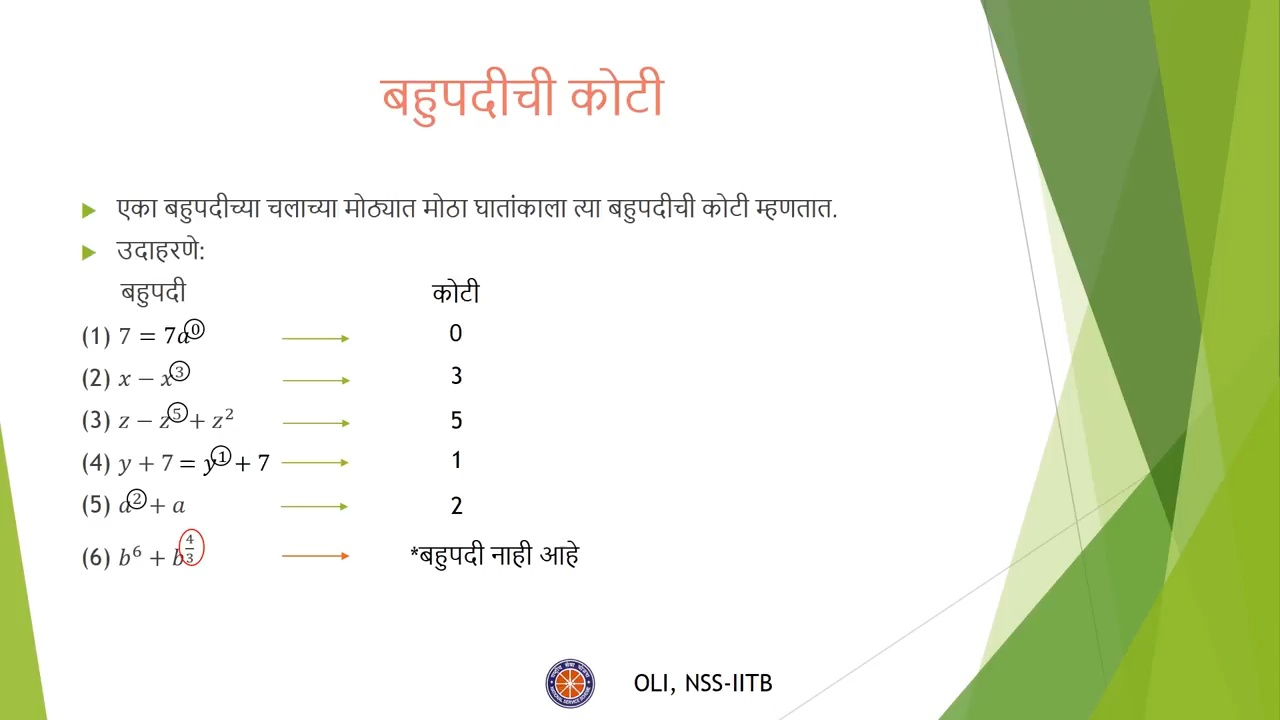 बहुपदीची कोटी
एका बहुपदीच्या चलाच्या मोठ्यात मोठा घातांकाला त्या बहुपदीची कोटी म्हणतात.
उदाहरणे:
बहुपदी कोटी
(1) 7 = 7a⁰ 0
(2) x − x³ 3
(3) z − z⁵ + z² 5
(4) y + 7 = y¹ + 7 1
(5) a² + a 2
(6) b⁶ + b^(4/3) *बहुपदी नाही आहे
OLI, NSS-IITB